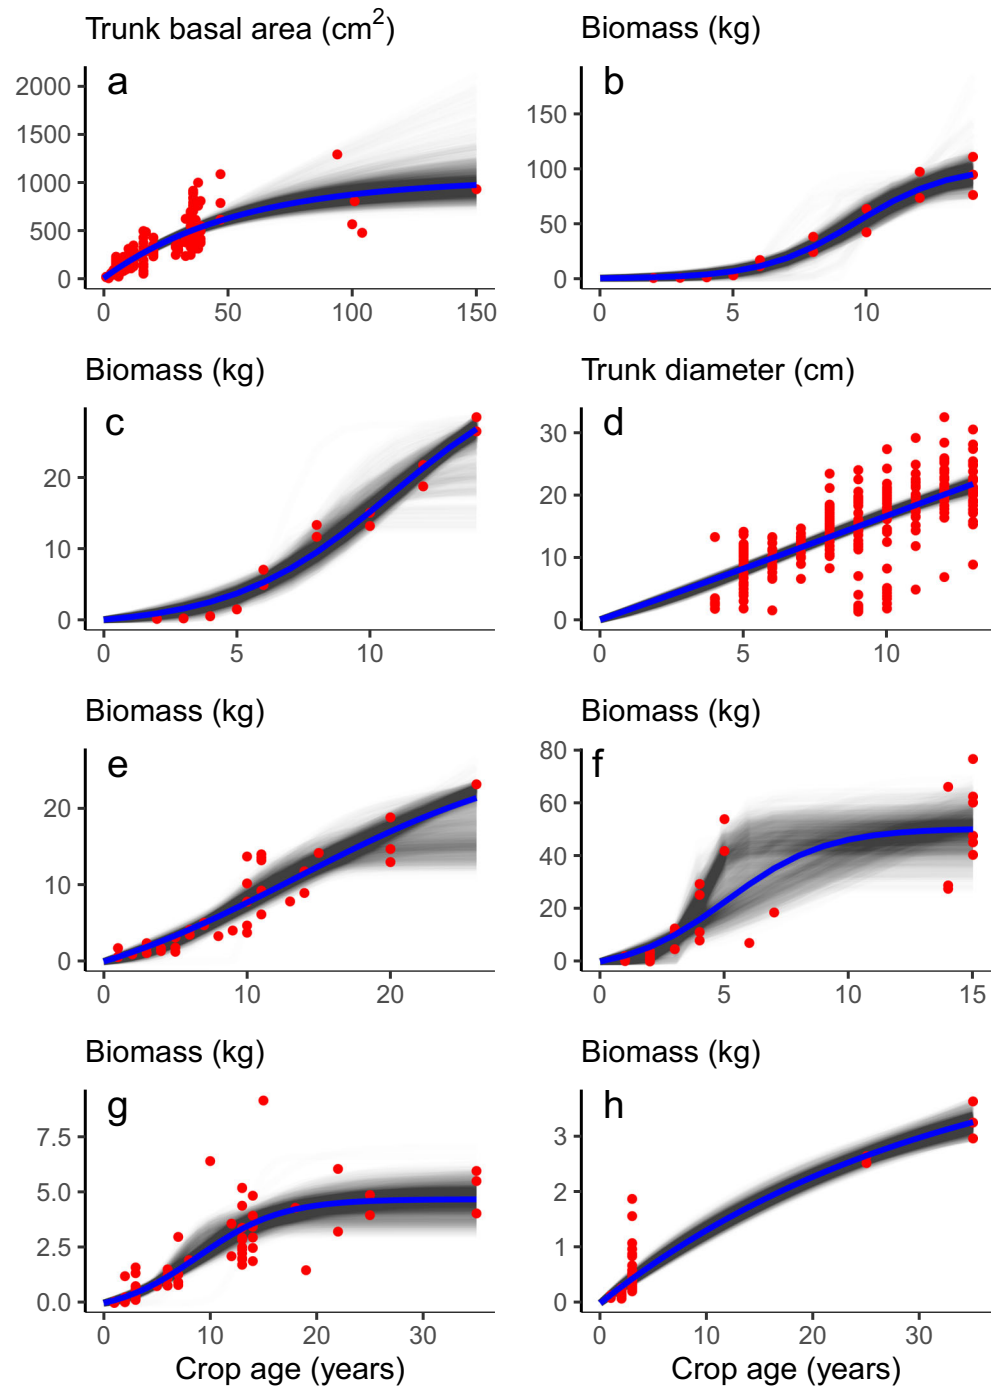 Trunk basal area (cm²)
a
2000
1500
1000
500
0
0 50 100 150
Biomass (kg)
b
150
100
50
0
0 5 10
Biomass (kg)
c
20
10
0
0 5 10
Trunk diameter (cm)
d
30
20
10
0
0 5 10
Biomass (kg)
e
20
10
0
0 10 20
Biomass (kg)
f
80
60
40
20
0
0 5 10 15
Biomass (kg)
g
7.5
5.0
2.5
0.0
0 10 20 30
Crop age (years)
Biomass (kg)
h
3
2
1
0
0 10 20 30
Crop age (years)